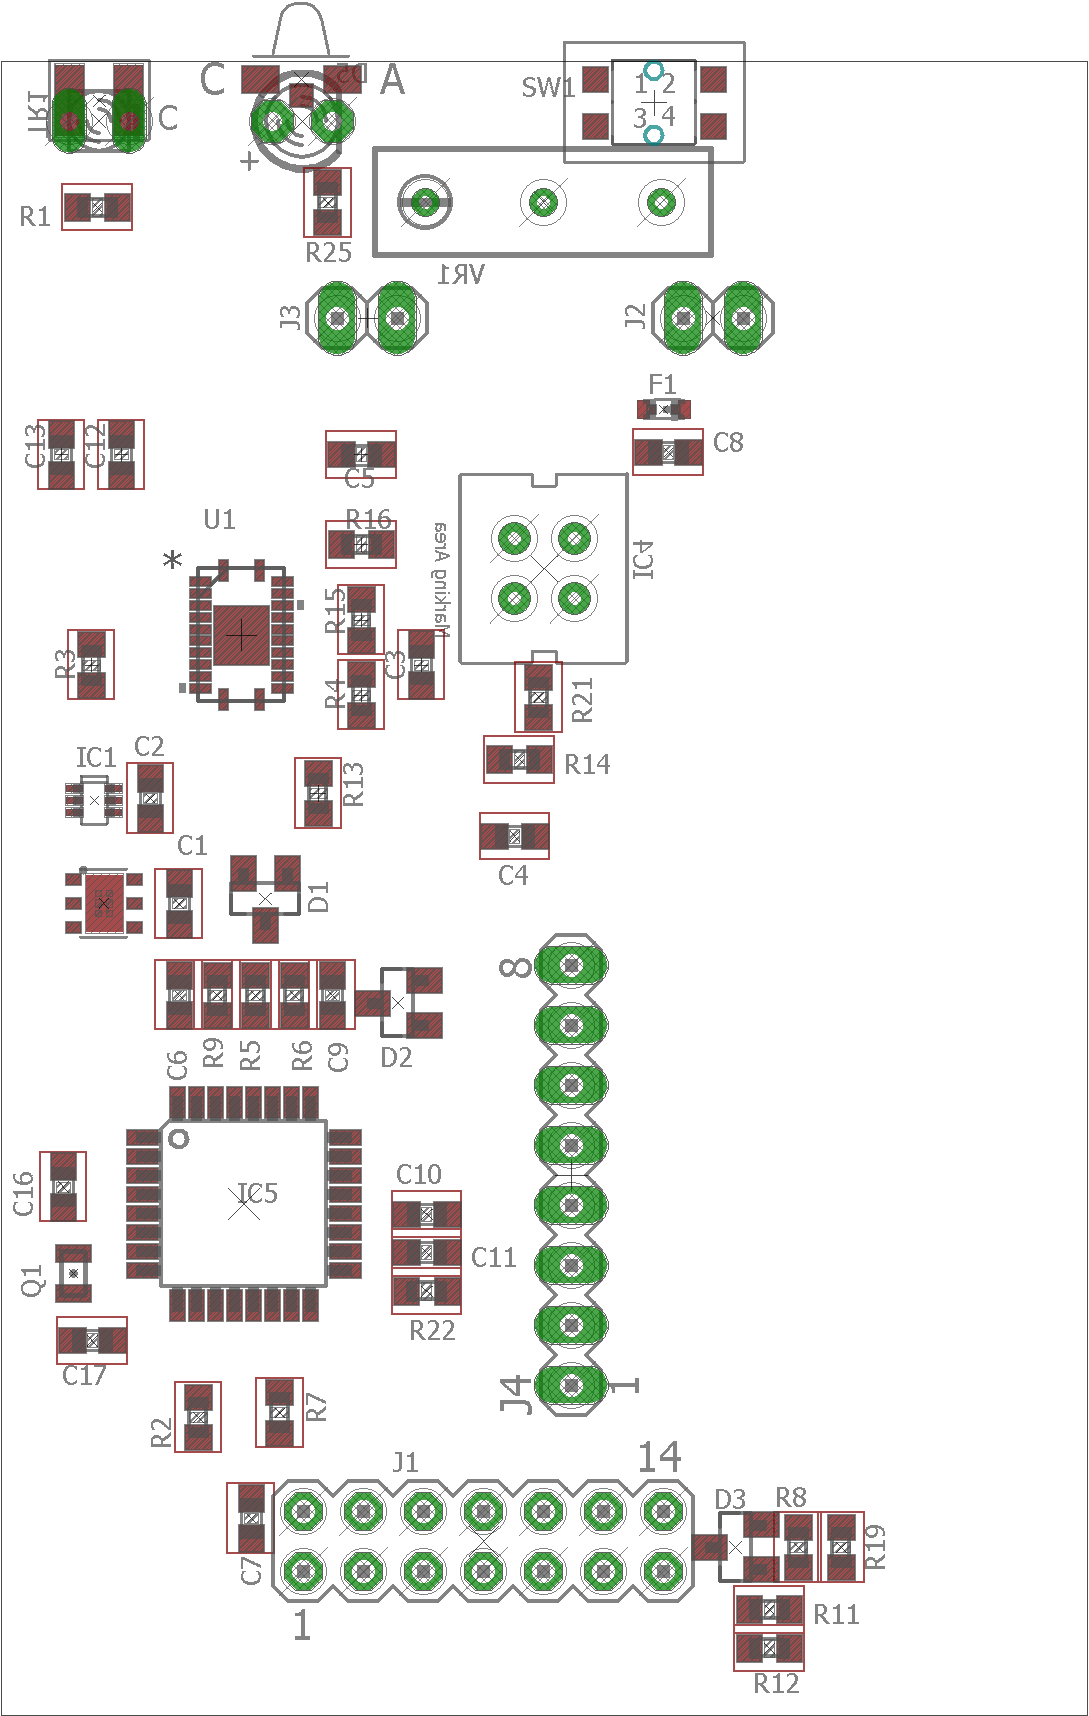 C
D5
A
SW1
1 2
3 4
TR1
C
+
R1
R25
VR1
J3
J2
F1
C8
C13
C12
C5
U1
R16
*
Marking Area
IC4
R15
R3
C3
R4
R21
IC1
C2
R13
R14
C1
C4
D1
8
C6
R9
R5
R6
C9
D2
C16
IC5
C10
C11
Q1
R22
C17
J4
1
R2
R7
J1
14
D3
R8
R19
C7
1
R11
R12